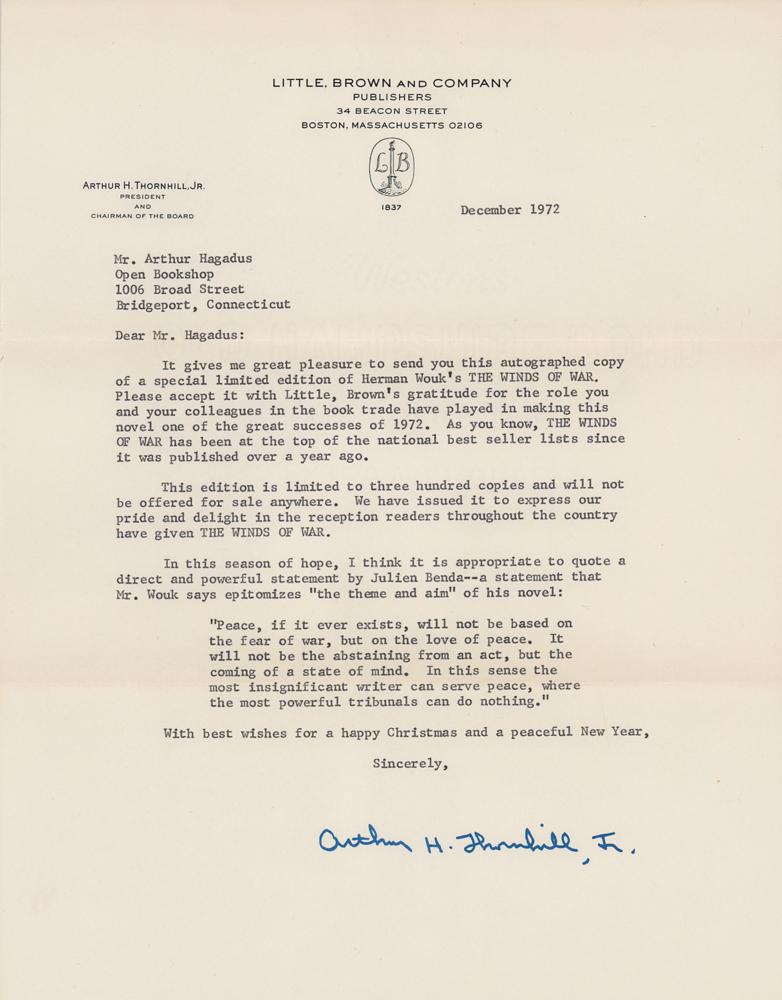 LITTLE, BROWN AND COMPANY
PUBLISHERS
34 BEACON STREET
BOSTON, MASSACHUSETTS 02106
L B
1837
ARTHUR H. THORNHILL, JR.
PRESIDENT
AND
CHAIRMAN OF THE BOARD
December 1972
Mr. Arthur Hagadus
Open Bookshop
1006 Broad Street
Bridgeport, Connecticut
Dear Mr. Hagadus:
It gives me great pleasure to send you this autographed copy
of a special limited edition of Herman Wouk's THE WINDS OF WAR.
Please accept it with Little, Brown's gratitude for the role you
and your colleagues in the book trade have played in making this
novel one of the great successes of 1972. As you know, THE WINDS
OF WAR has been at the top of the national best seller lists since
it was published over a year ago.
This edition is limited to three hundred copies and will not
be offered for sale anywhere. We have issued it to express our
pride and delight in the reception readers throughout the country
have given THE WINDS OF WAR.
In this season of hope, I think it is appropriate to quote a
direct and powerful statement by Julien Benda--a statement that
Mr. Wouk says epitomizes "the theme and aim" of his novel:
"Peace, if it ever exists, will not be based on
the fear of war, but on the love of peace. It
will not be the abstaining from an act, but the
coming of a state of mind. In this sense the
most insignificant writer can serve peace, where
the most powerful tribunals can do nothing."
With best wishes for a happy Christmas and a peaceful New Year,
Sincerely,
Arthur H. Thornhill, Jr.